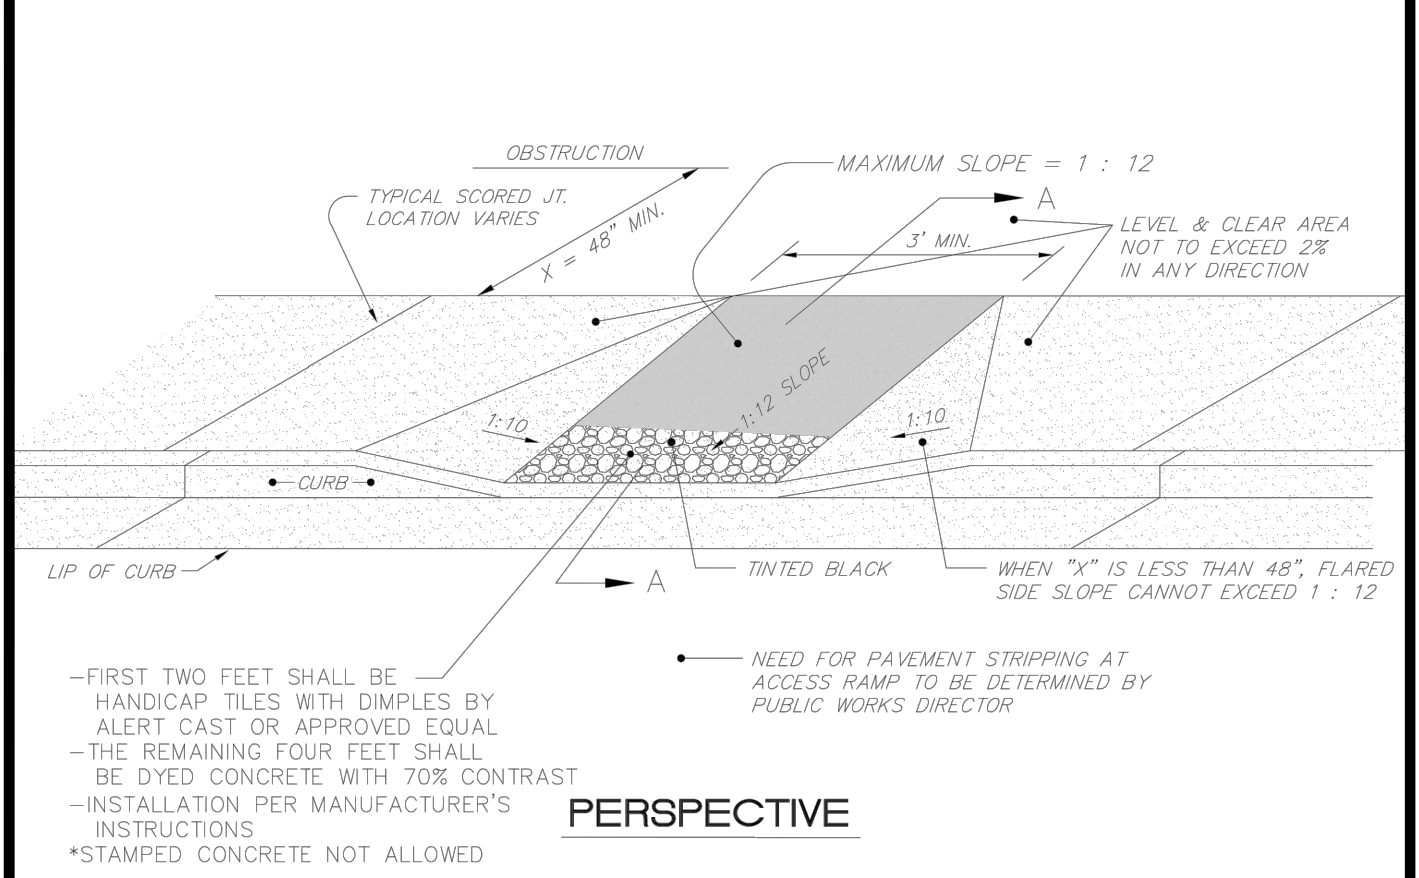 OBSTRUCTION
MAXIMUM SLOPE = 1 : 12
TYPICAL SCORED JT.
LOCATION VARIES
X = 48" MIN.
A
3' MIN.
LEVEL & CLEAR AREA
NOT TO EXCEED 2%
IN ANY DIRECTION
1:12 SLOPE
1:10
1:10
CURB
LIP OF CURB
A
TINTED BLACK
WHEN "X" IS LESS THAN 48", FLARED
SIDE SLOPE CANNOT EXCEED 1 : 12
NEED FOR PAVEMENT STRIPPING AT
ACCESS RAMP TO BE DETERMINED BY
PUBLIC WORKS DIRECTOR
-FIRST TWO FEET SHALL BE
HANDICAP TILES WITH DIMPLES BY
ALERT CAST OR APPROVED EQUAL
-THE REMAINING FOUR FEET SHALL
BE DYED CONCRETE WITH 70% CONTRAST
-INSTALLATION PER MANUFACTURER'S
INSTRUCTIONS
*STAMPED CONCRETE NOT ALLOWED
PERSPECTIVE